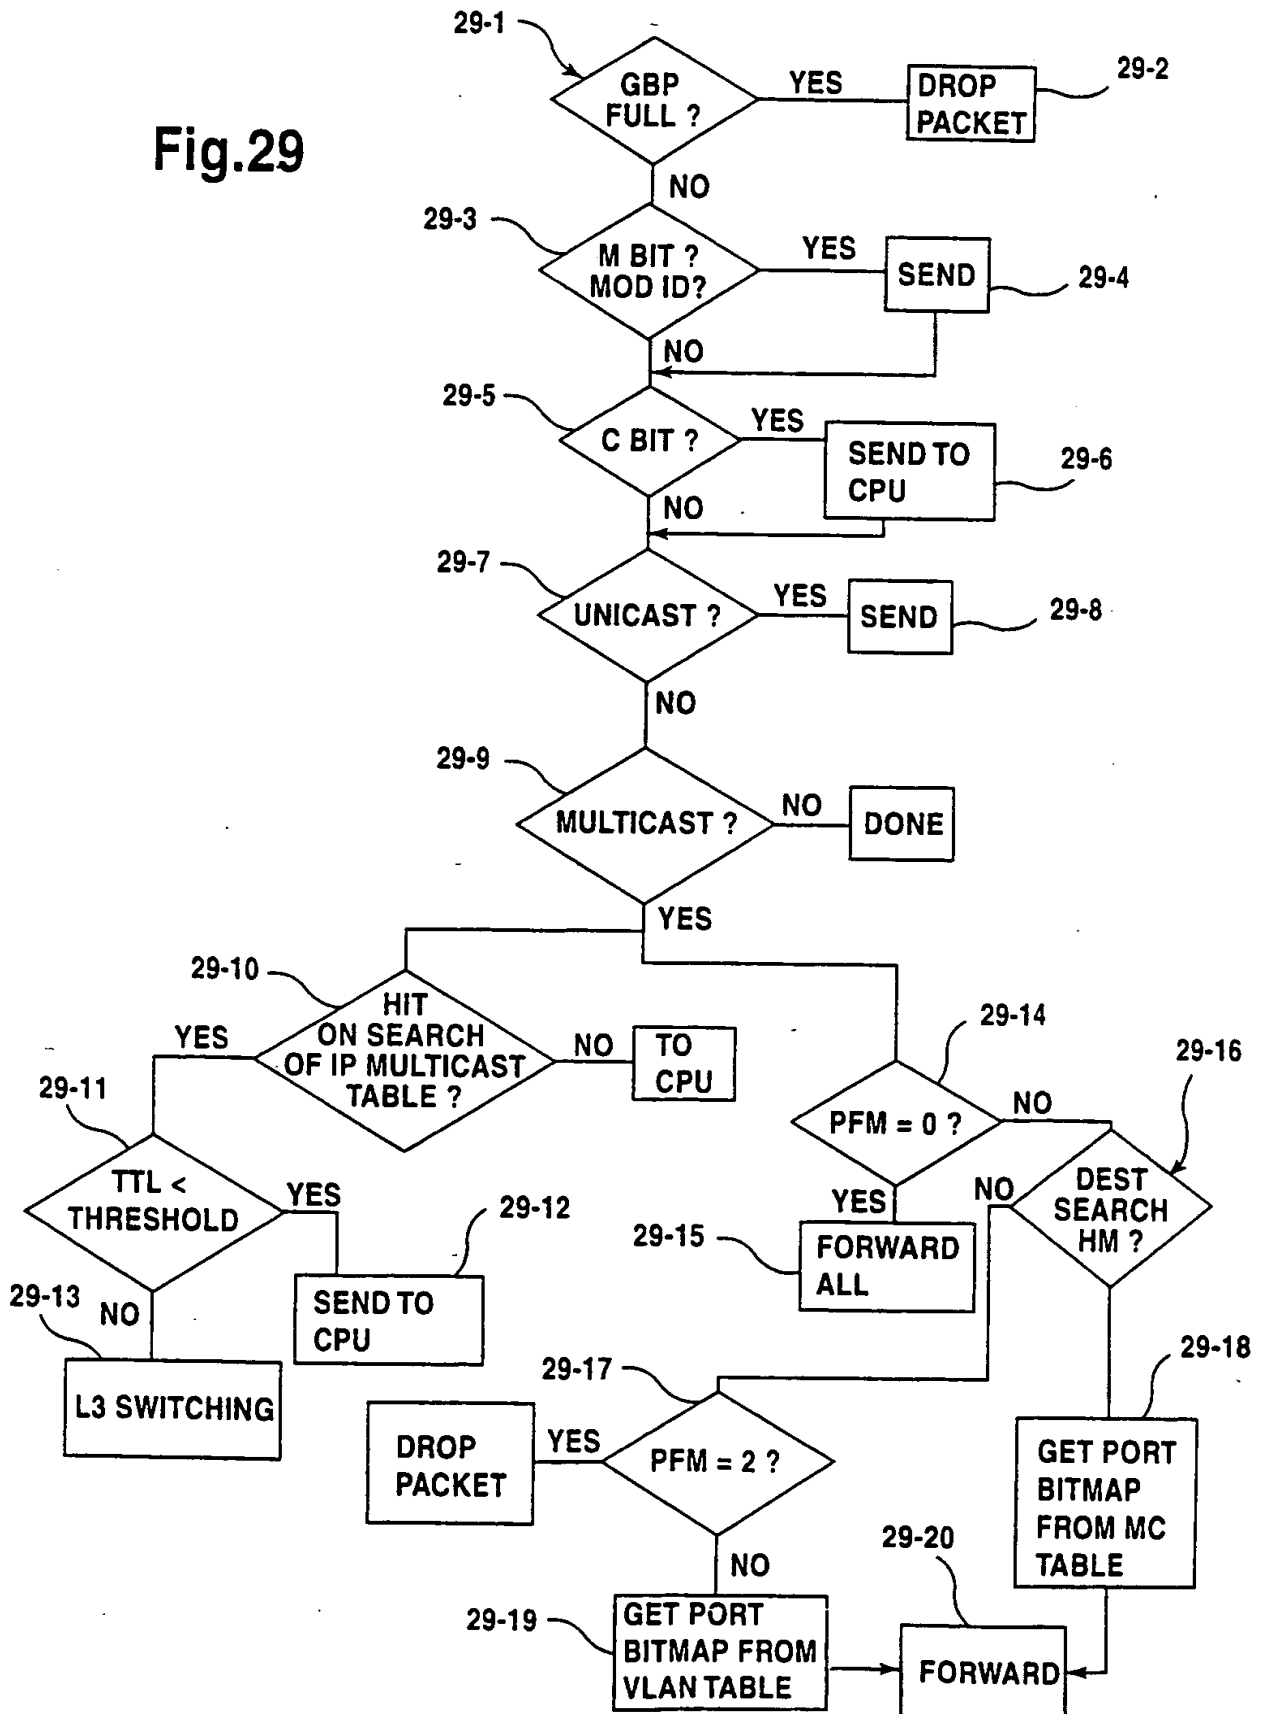 Fig.29
29-1
GBP
FULL ?
YES
DROP
PACKET
29-2
NO
29-3
M BIT ?
MOD ID?
YES
SEND
29-4
NO
29-5
C BIT ?
YES
SEND TO
CPU
29-6
NO
29-7
UNICAST ?
YES
SEND
29-8
NO
29-9
MULTICAST ?
NO
DONE
YES
29-10
HIT
ON SEARCH
OF IP MULTICAST
TABLE ?
YES
NO
TO
CPU
29-11
TTL <
THRESHOLD
YES
29-12
SEND TO
CPU
29-13
NO
L3 SWITCHING
29-14
PFM = 0 ?
NO
YES
29-15
FORWARD
ALL
29-16
DEST
SEARCH
HM ?
NO
29-17
PFM = 2 ?
YES
DROP
PACKET
NO
29-18
GET PORT
BITMAP
FROM MC
TABLE
29-19
GET PORT
BITMAP FROM
VLAN TABLE
29-20
FORWARD